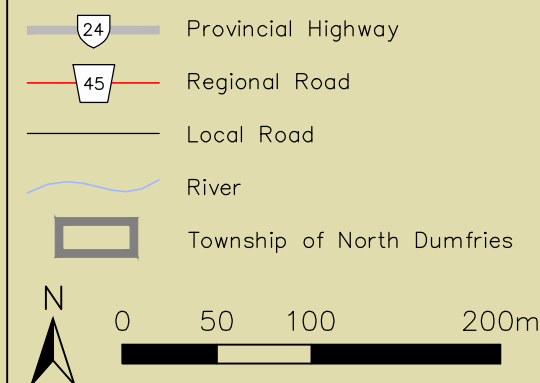 24 Provincial Highway
45 Regional Road
Local Road
River
Township of North Dumfries
N
0 50 100 200m